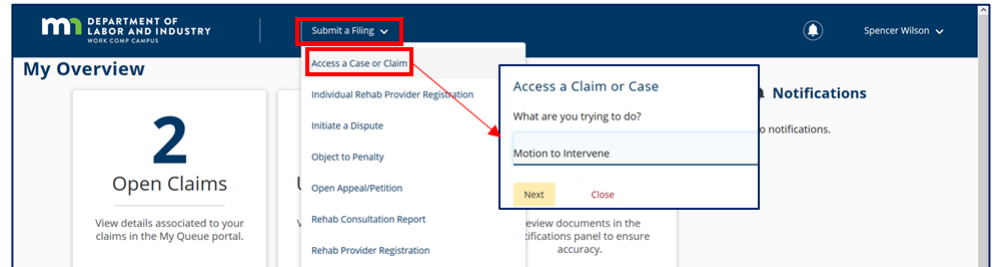 DEPARTMENT OF
LABOR AND INDUSTRY
WORK COMP CAMPUS
Submit a Filing
Spencer Wilson
My Overview
Access a Case or Claim
Individual Rehab Provider Registration
Initiate a Dispute
Object to Penalty
Open Appeal/Petition
Rehab Consultation Report
Rehab Provider Registration
2
Open Claims
View details associated to your
claims in the My Queue portal.
Access a Claim or Case
What are you trying to do?
Motion to Intervene
Next Close
Notifications
notifications.
documents in the
panel to ensure
accuracy.